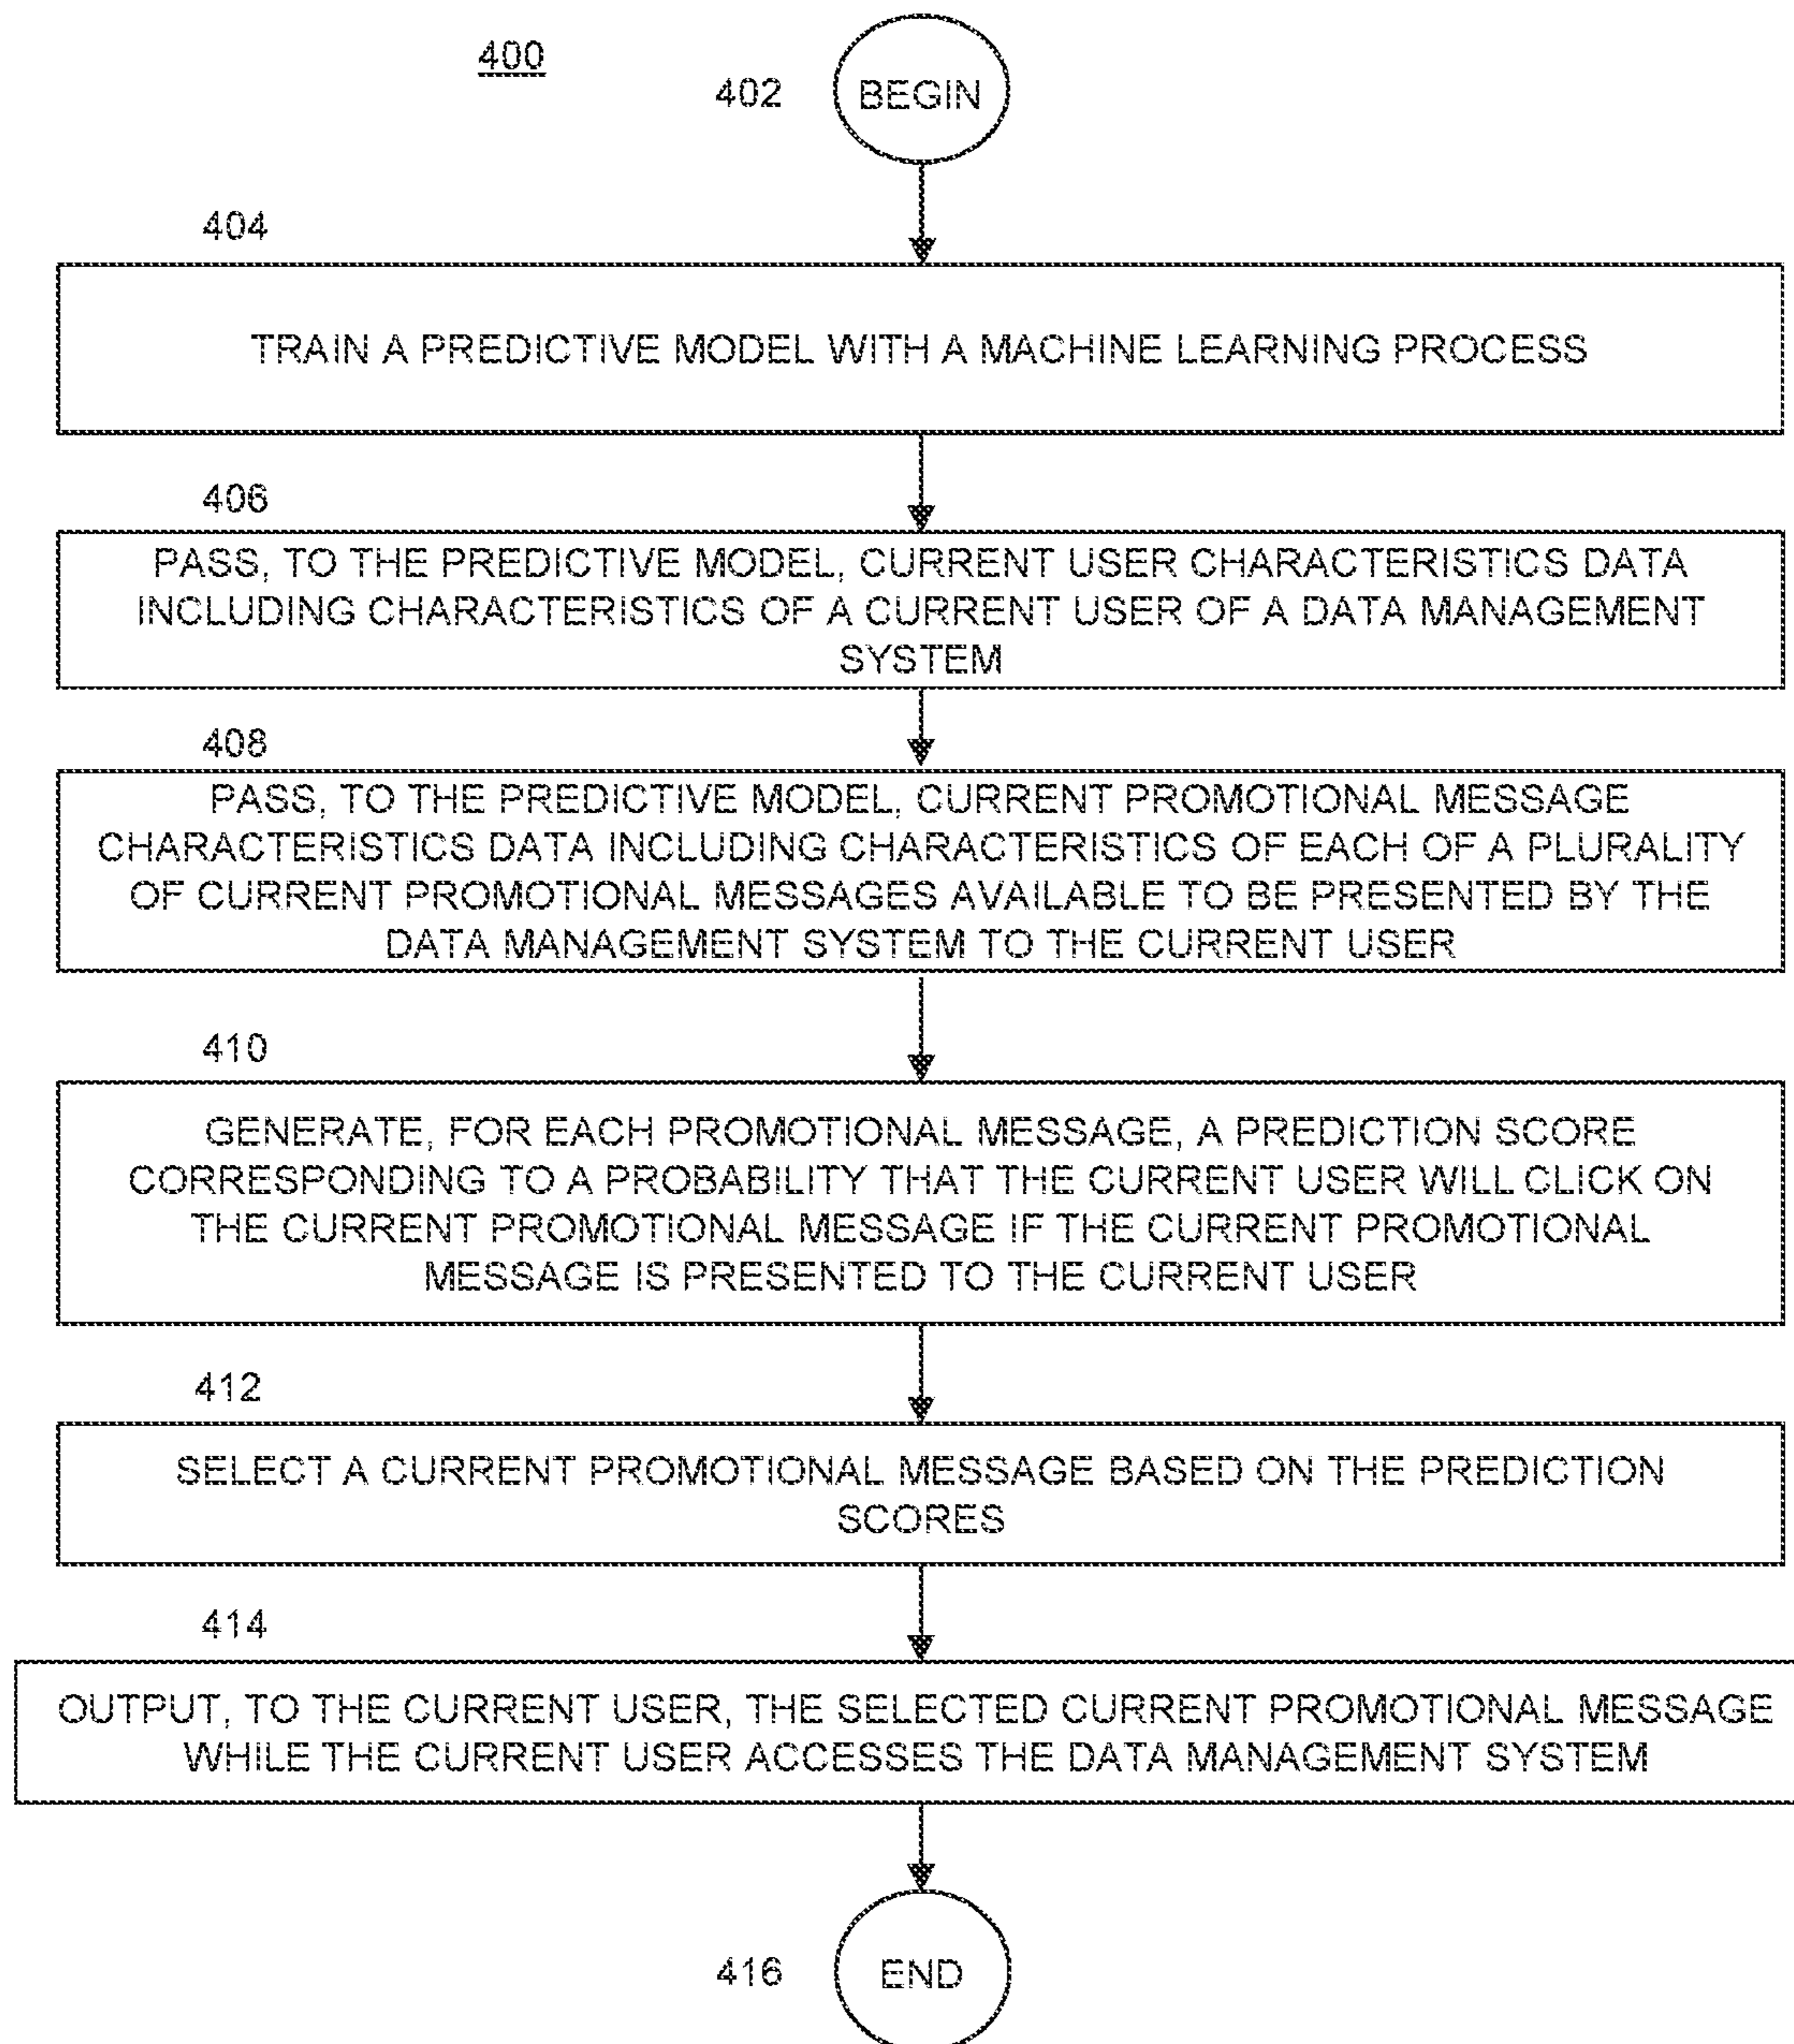 400
402
BEGIN
404
TRAIN A PREDICTIVE MODEL WITH A MACHINE LEARNING PROCESS
406
PASS, TO THE PREDICTIVE MODEL, CURRENT USER CHARACTERISTICS DATA
INCLUDING CHARACTERISTICS OF A CURRENT USER OF A DATA MANAGEMENT
SYSTEM
408
PASS, TO THE PREDICTIVE MODEL, CURRENT PROMOTIONAL MESSAGE
CHARACTERISTICS DATA INCLUDING CHARACTERISTICS OF EACH OF A PLURALITY
OF CURRENT PROMOTIONAL MESSAGES AVAILABLE TO BE PRESENTED BY THE
DATA MANAGEMENT SYSTEM TO THE CURRENT USER
410
GENERATE, FOR EACH PROMOTIONAL MESSAGE, A PREDICTION SCORE
CORRESPONDING TO A PROBABILITY THAT THE CURRENT USER WILL CLICK ON
THE CURRENT PROMOTIONAL MESSAGE IF THE CURRENT PROMOTIONAL
MESSAGE IS PRESENTED TO THE CURRENT USER
412
SELECT A CURRENT PROMOTIONAL MESSAGE BASED ON THE PREDICTION
SCORES
414
OUTPUT, TO THE CURRENT USER, THE SELECTED CURRENT PROMOTIONAL MESSAGE
WHILE THE CURRENT USER ACCESSES THE DATA MANAGEMENT SYSTEM
416
END